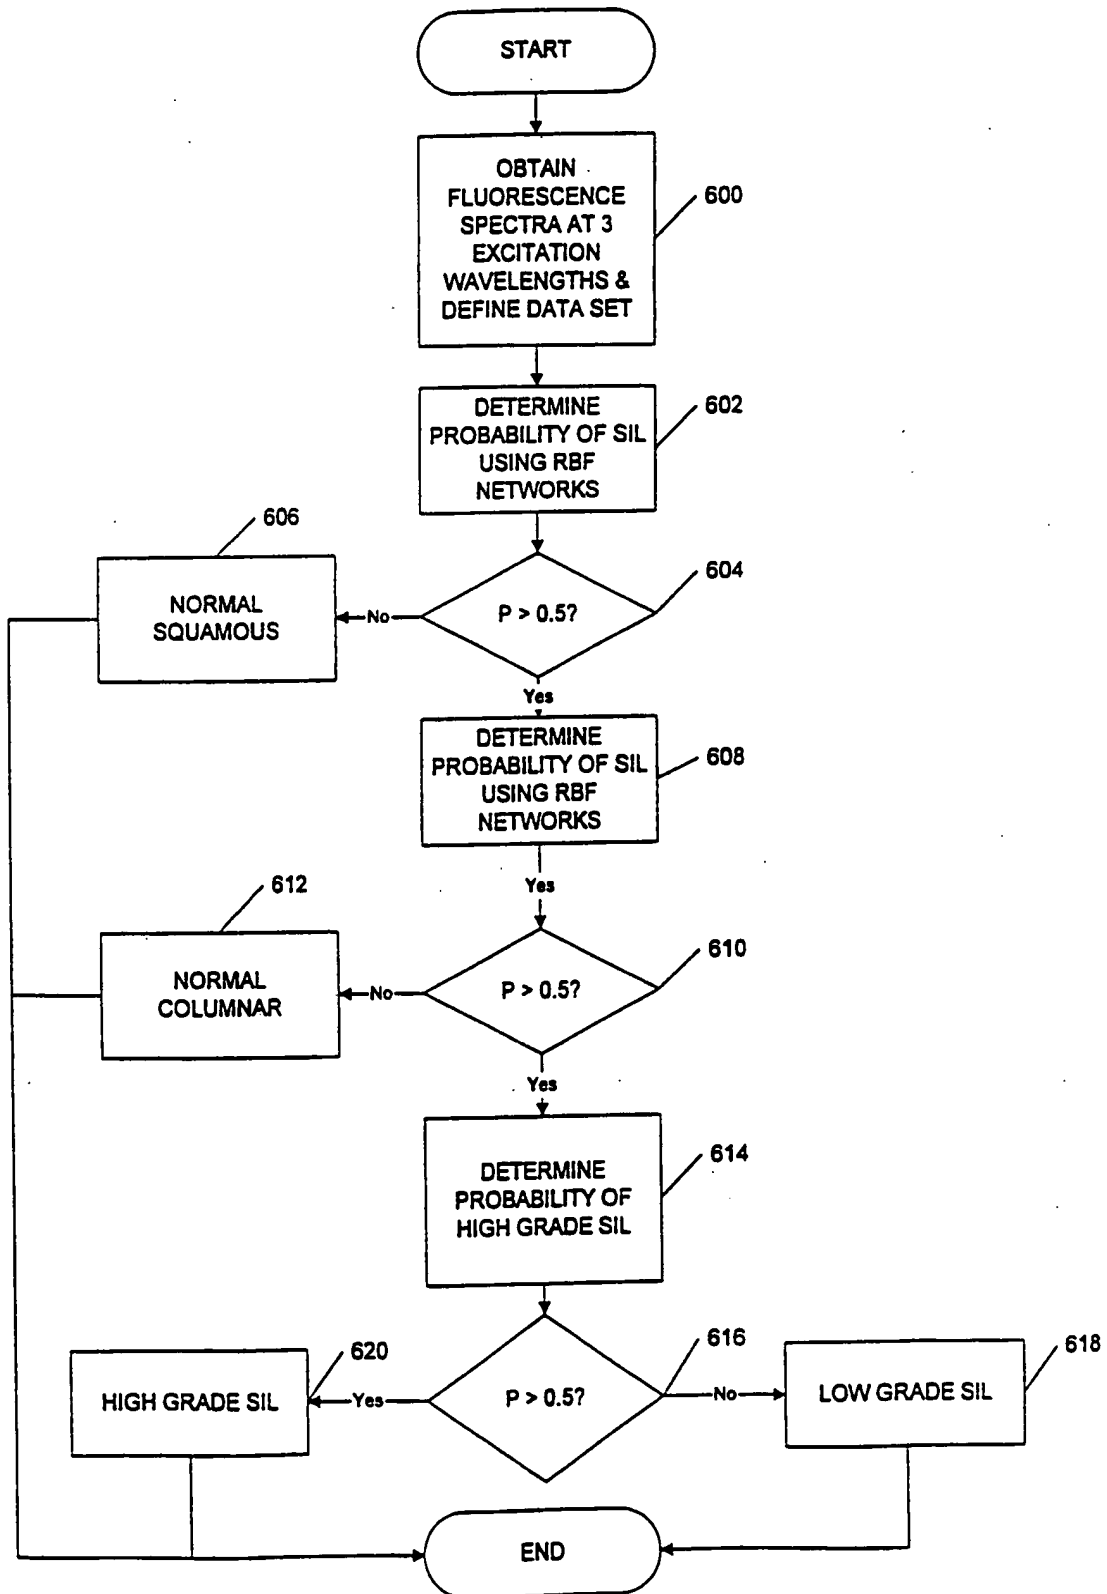 START
OBTAIN
FLUORESCENCE
SPECTRA AT 3
EXCITATION
WAVELENGTHS &
DEFINE DATA SET
600
DETERMINE
PROBABILITY OF SIL
USING RBF
NETWORKS
602
606
NORMAL
SQUAMOUS
No
P > 0.5?
604
Yes
DETERMINE
PROBABILITY OF SIL
USING RBF
NETWORKS
608
Yes
612
NORMAL
COLUMNAR
No
P > 0.5?
610
Yes
DETERMINE
PROBABILITY OF
HIGH GRADE SIL
614
620
HIGH GRADE SIL
Yes
P > 0.5?
616
No
LOW GRADE SIL
618
END